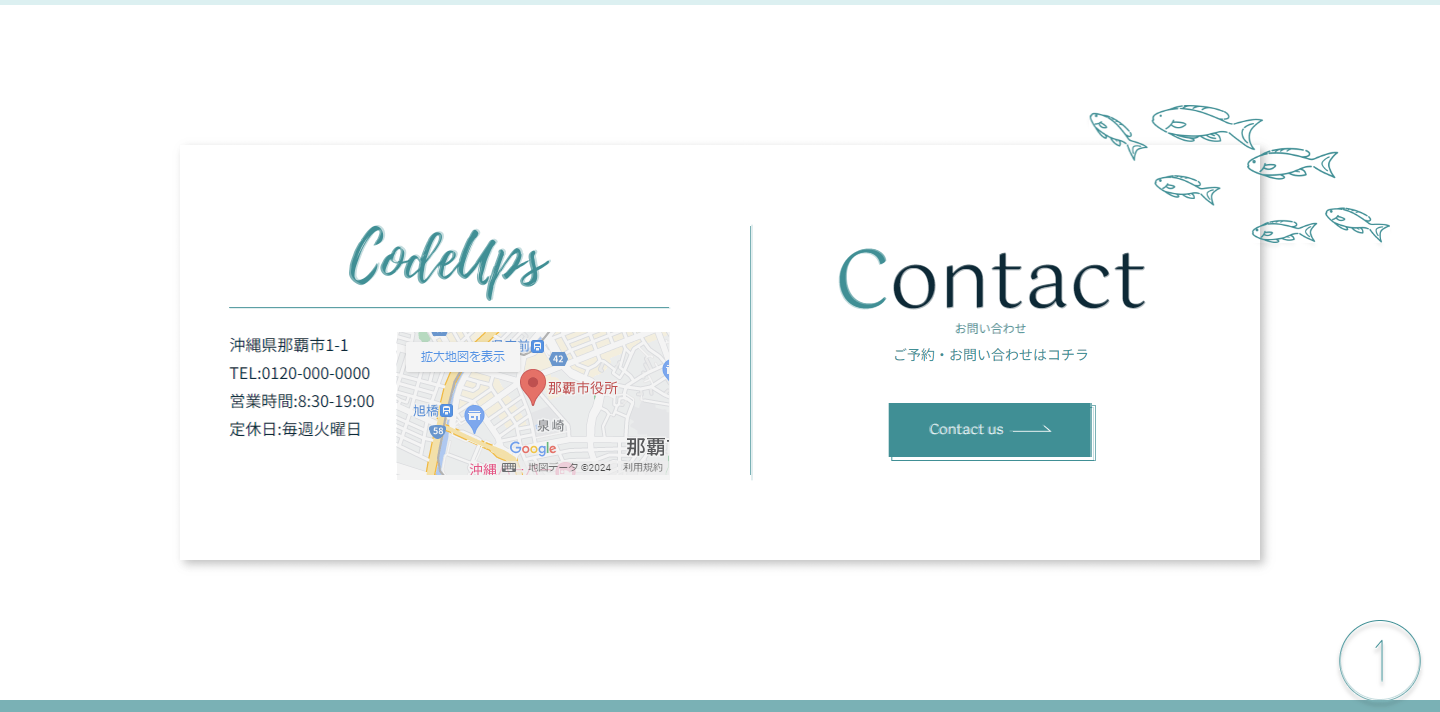 CodeUps
沖縄県那覇市1-1
TEL:0120-000-0000
営業時間:8:30-19:00
定休日:毎週火曜日
拡大地図を表示
42
那覇市役所
旭橋
58
泉崎
Google
那覇
沖縄
地図データ ©2024
利用規約
Contact
お問い合わせ
ご予約・お問い合わせはコチラ
Contact us